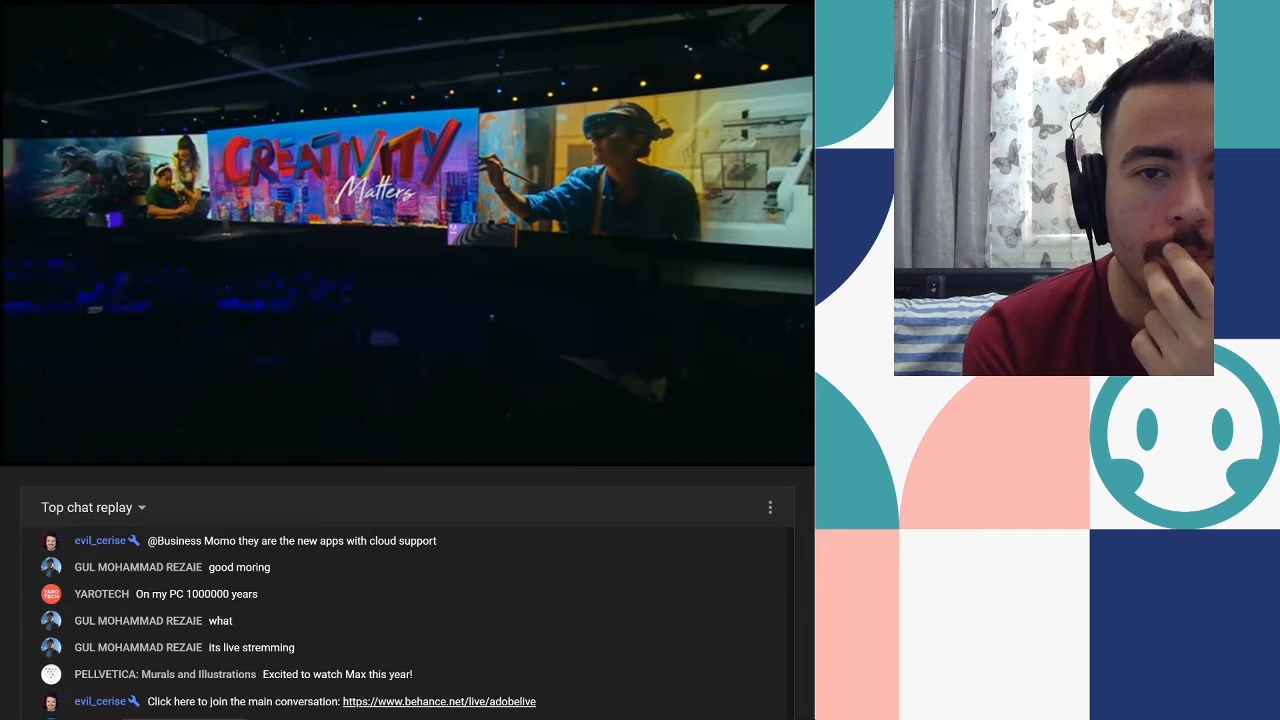 CREATIVITY
Matters
Top chat replay
evil_cerise @Business Momo they are the new apps with cloud support
GUL MOHAMMAD REZAIE good moring
YARO
TECH
YAROTECH On my PC 1000000 years
GUL MOHAMMAD REZAIE what
GUL MOHAMMAD REZAIE its live stremming
PELLVETICA: Murals and Illustrations Excited to watch Max this year!
evil_cerise Click here to join the main conversation: https://www.behance.net/live/adobelive